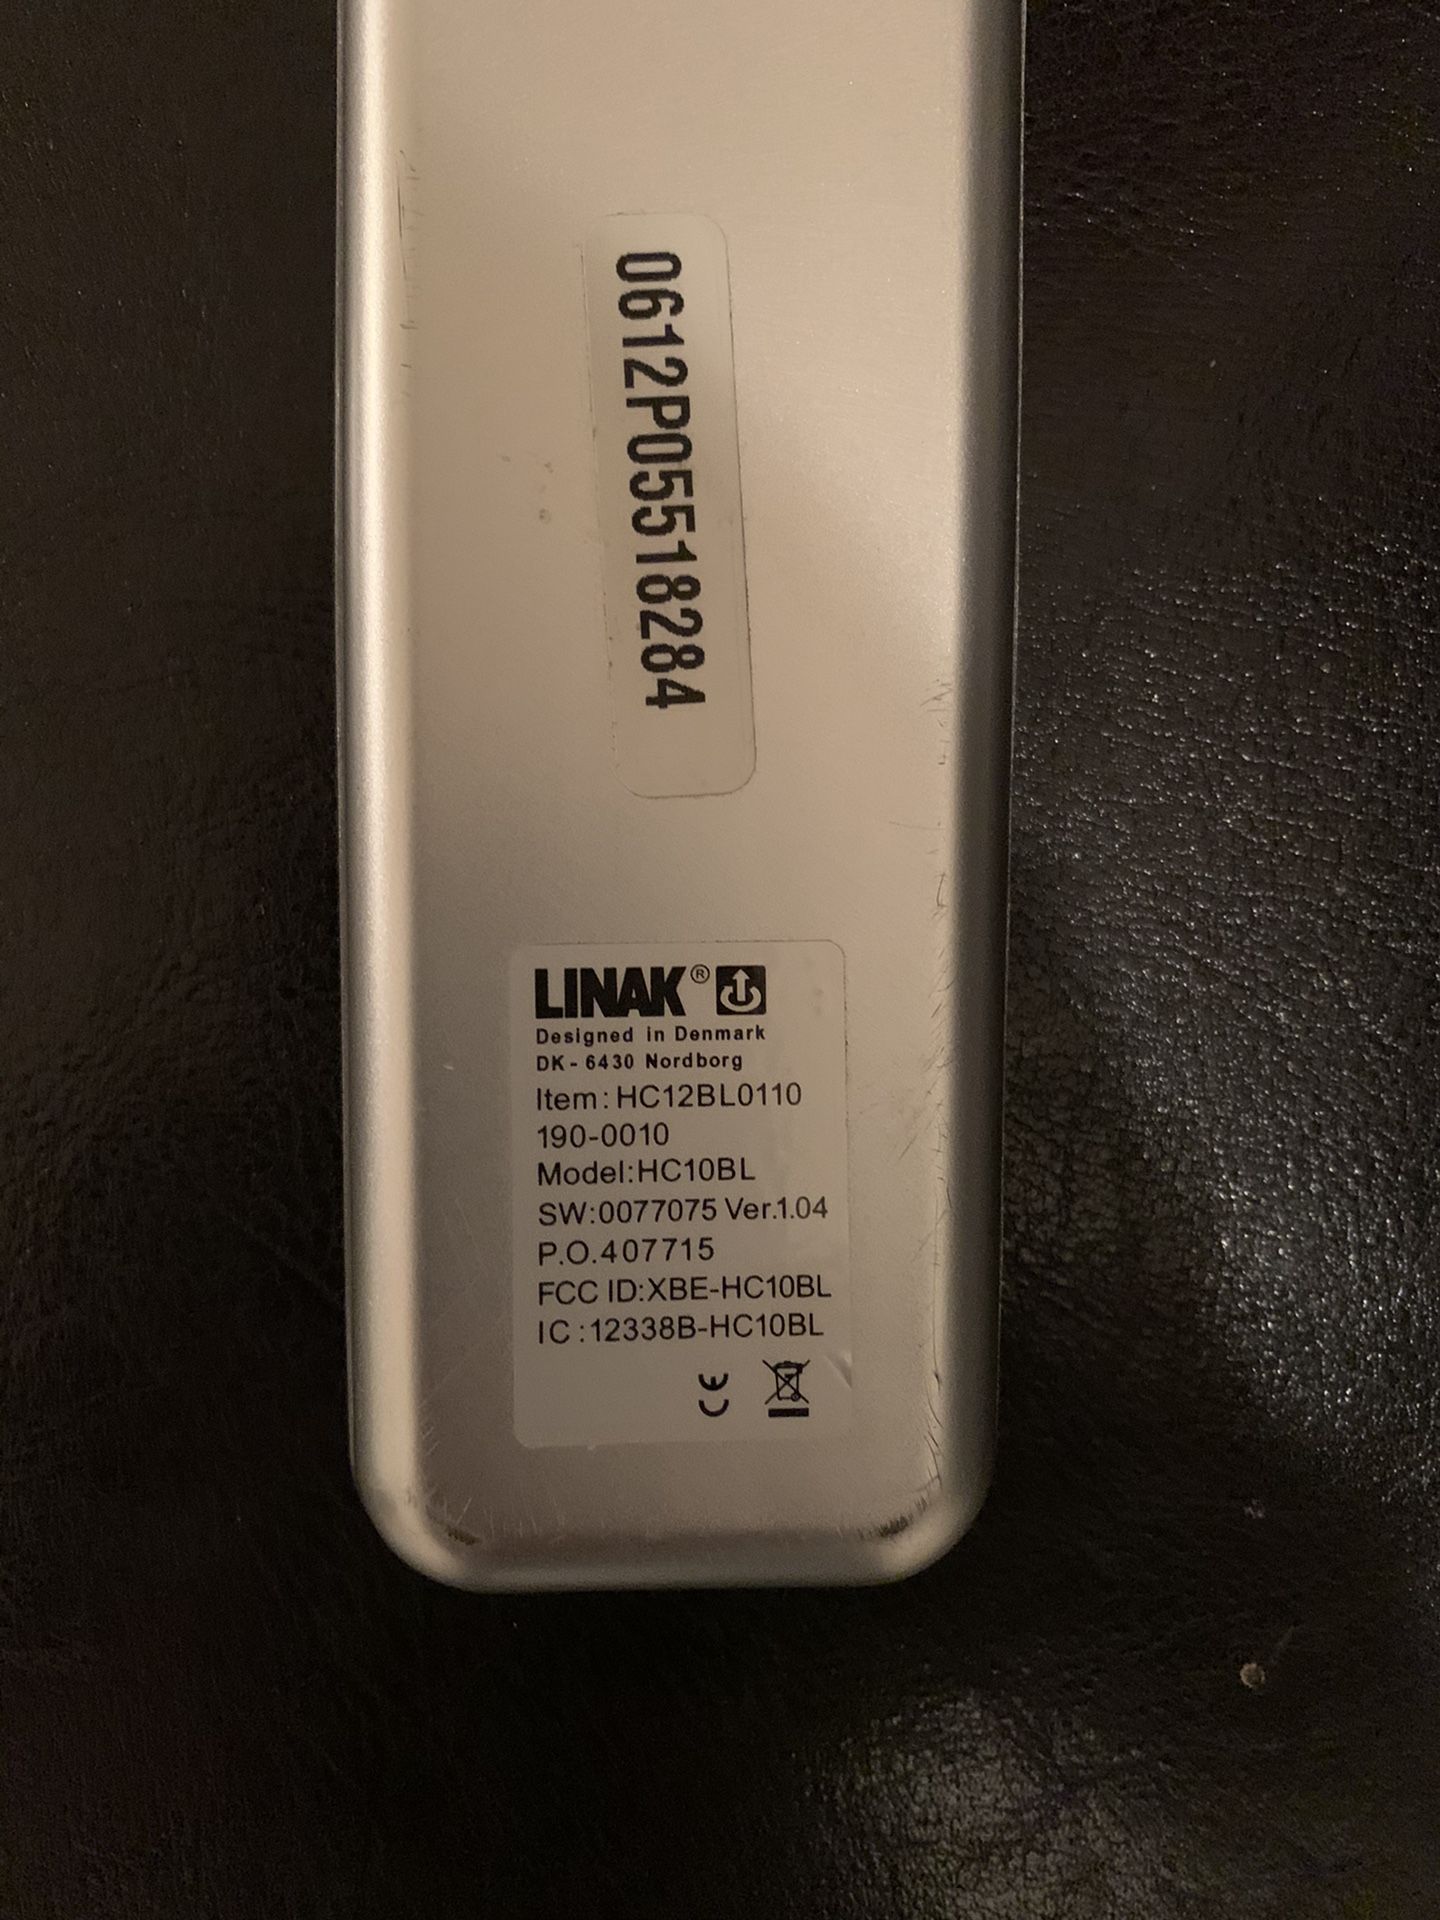 0612P05518284
LINAK®
Designed in Denmark
DK - 6430 Nordborg
Item: HC12BL0110
190-0010
Model:HC10BL
SW:0077075 Ver.1.04
P.O.407715
FCC ID:XBE-HC10BL
IC :12338B-HC10BL
CE